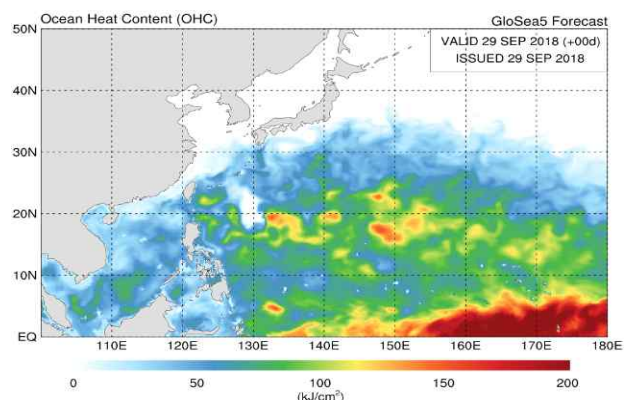 Ocean Heat Content (OHC) GloSea5 Forecast
VALID 29 SEP 2018 (+00d)
ISSUED 29 SEP 2018
50N
40N
30N
20N
10N
EQ
110E 120E 130E 140E 150E 160E 170E 180E
0 50 100 150 200
(kJ/cm²)